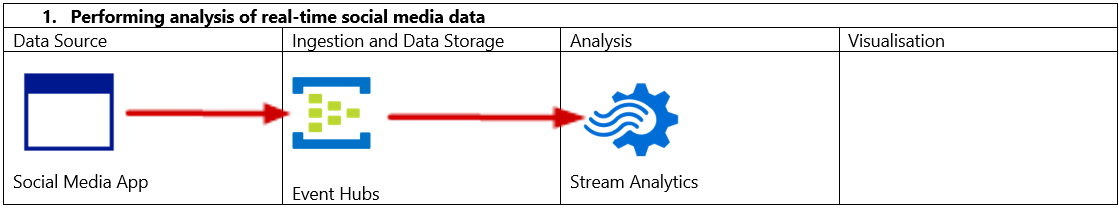 1. Performing analysis of real-time social media data
Data Source
Ingestion and Data Storage
Analysis
Visualisation
Social Media App
Event Hubs
Stream Analytics